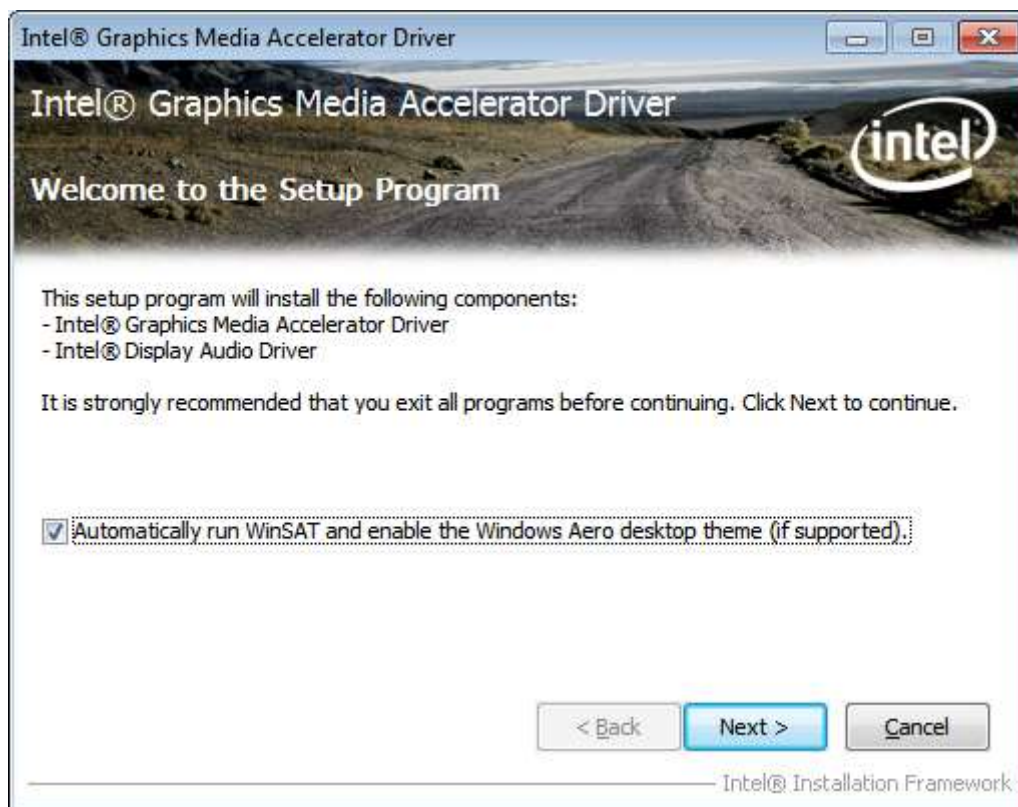 Intel® Graphics Media Accelerator Driver
Intel® Graphics Media Accelerator Driver
intel
Welcome to the Setup Program
This setup program will install the following components:
- Intel® Graphics Media Accelerator Driver
- Intel® Display Audio Driver
It is strongly recommended that you exit all programs before continuing. Click Next to continue.
Automatically run WinSAT and enable the Windows Aero desktop theme (if supported).
< Back Next > Cancel
Intel® Installation Framework